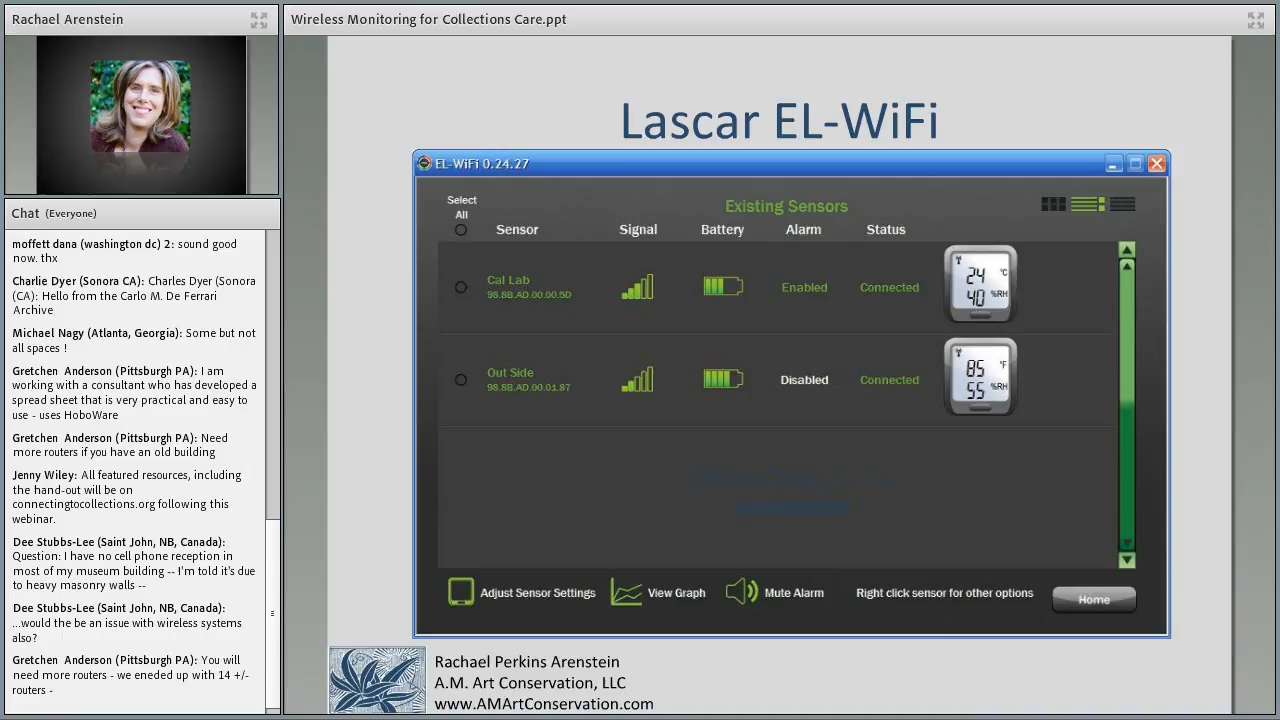 Rachael Arenstein
Chat (Everyone)
moffett dana (washington dc) 2: sound good
now. thx
Charlie Dyer (Sonora CA): Charles Dyer (Sonora
(CA): Hello from the Carlo M. De Ferrari
Archive
Michael Nagy (Atlanta, Georgia): Some but not
all spaces !
Gretchen Anderson (Pittsburgh PA): I am
working with a consultant who has developed a
spread sheet that is very practical and easy to
use - uses HoboWare
Gretchen Anderson (Pittsburgh PA): Need
more routers if you have an old building
Jenny Wiley: All featured resources, including
the hand-out will be on
connectingtocollections.org following this
webinar.
Dee Stubbs-Lee (Saint John, NB, Canada):
Question: I have no cell phone reception in
most of my museum building -- I'm told it's due
to heavy masonry walls --
Dee Stubbs-Lee (Saint John, NB, Canada):
...would the be an issue with wireless systems
also?
Gretchen Anderson (Pittsburgh PA): You will
need more routers - we eneded up with 14 +/-
routers -
Wireless Monitoring for Collections Care.ppt
Lascar EL-WiFi
EL-WiFi 0.24.27
Select
All
Existing Sensors
Sensor Signal Battery Alarm Status
Cal Lab
98.8B.AD.00.00.5D
Enabled Connected
24 °C
40 %RH
Out Side
98.8B.AD.00.01.87
Disabled Connected
85 °F
55 %RH
Adjust Sensor Settings View Graph Mute Alarm Right click sensor for other options Home
Rachael Perkins Arenstein
A.M. Art Conservation, LLC
www.AMArtConservation.com